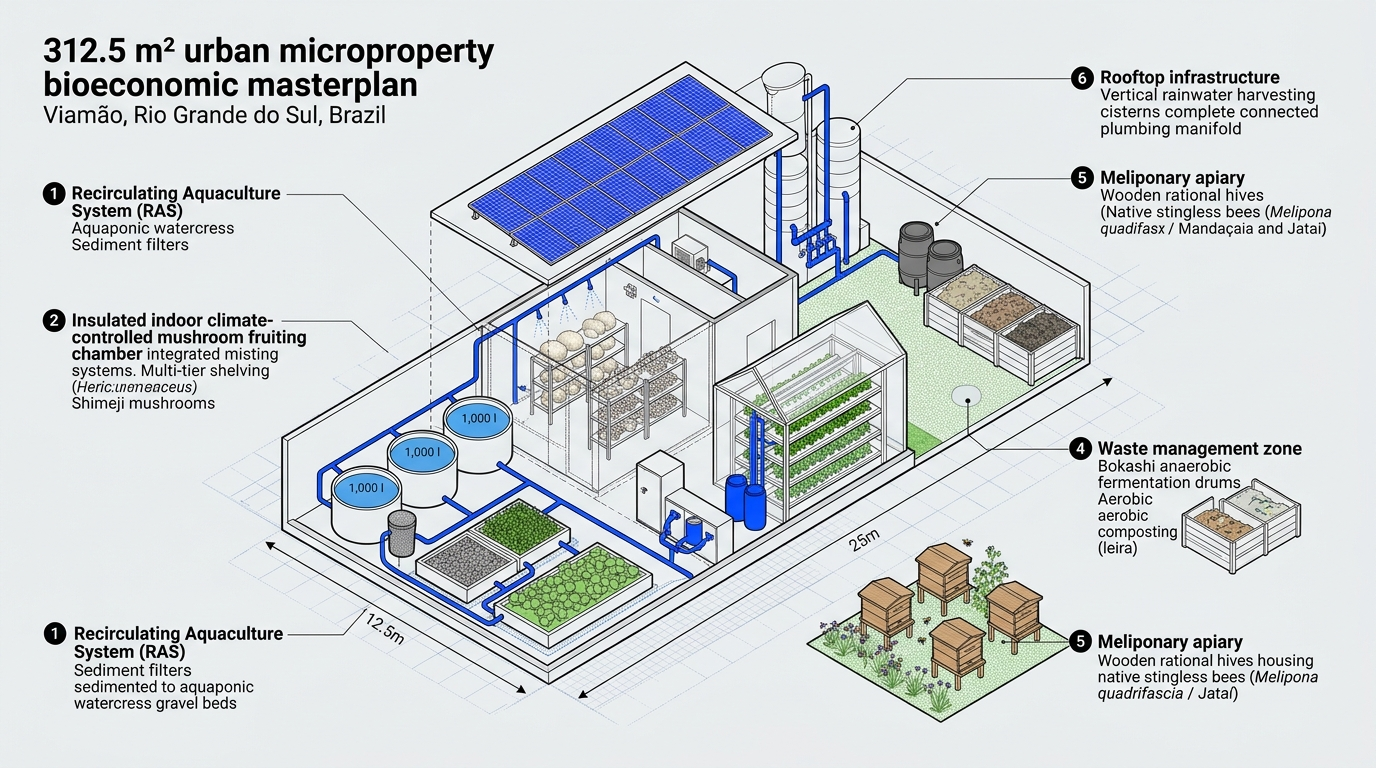 312.5 m² urban microproperty
bioeconomic masterplan
Viamão, Rio Grande do Sul, Brazil
1 Recirculating Aquaculture
System (RAS)
Aquaponic watercress
Sediment filters
2 Insulated indoor climate-
controlled mushroom fruiting
chamber integrated misting
systems. Multi-tier shelving
Shimeji mushrooms
1 Recirculating Aquaculture
System (RAS)
Sediment filters
sedimented to aquaponic
watercress gravel beds
1,000 l
1,000 l
1,000 l
12.5m
25m
6 Rooftop infrastructure
Vertical rainwater harvesting
cisterns complete connected
plumbing manifold
5 Meliponary apiary
Wooden rational hives
(Native stingless bees (Melipona
quadifasx / Mandaçaia and Jataí)
4 Waste management zone
Bokashi anaerobic
fermentation drums
Aerobic
aerobic
composting
(leira)
5 Meliponary apiary
Wooden rational hives housing
native stingless bees (Melipona
quadrifascia / Jataí)